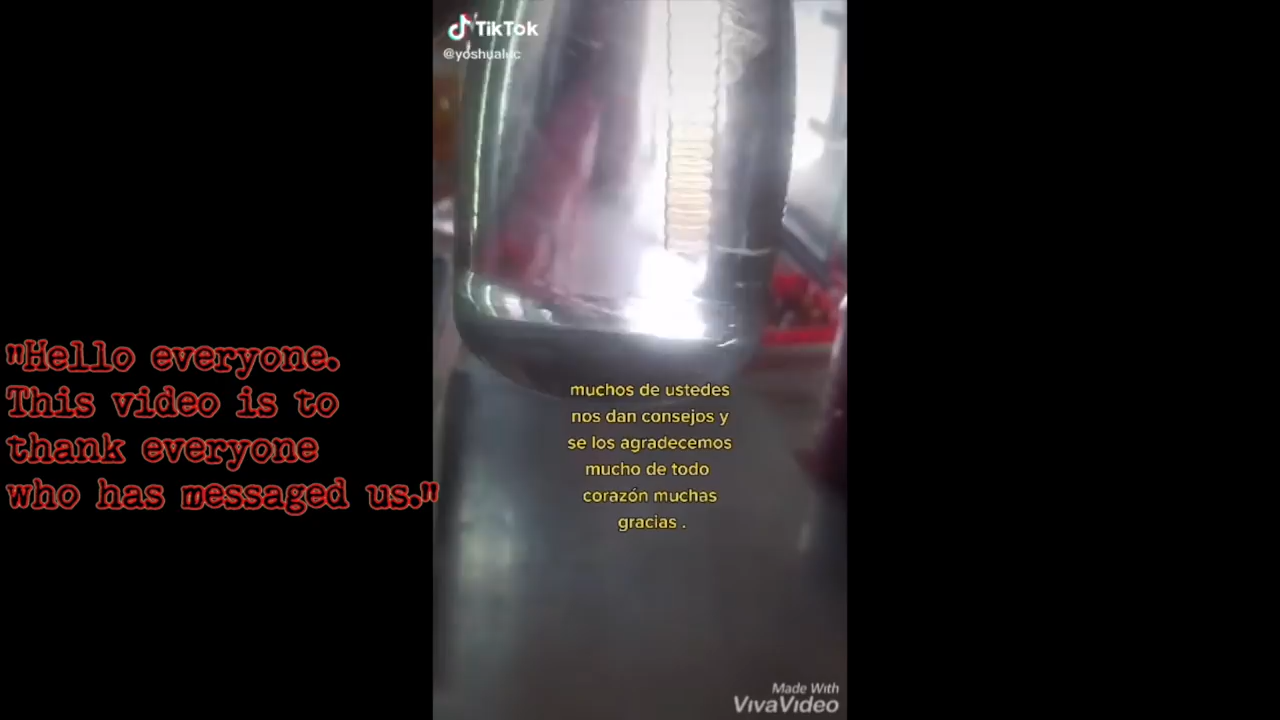 TikTok
"Hello everyone.
This video is to
thank everyone
who has messaged us."
muchos de ustedes
nos dan consejos y
se los agradecemos
mucho de todo
corazón muchas
gracias .
Made With
VivaVideo